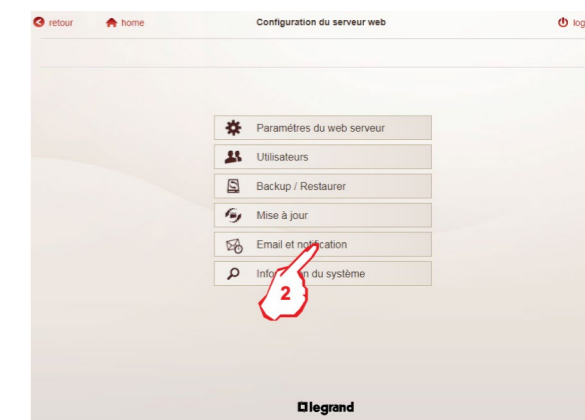 retour home Configuration du serveur web log
Paramétres du web serveur
Utilisateurs
Backup / Restaurer
Mise à jour
Email et notification
Information du système
2
legrand